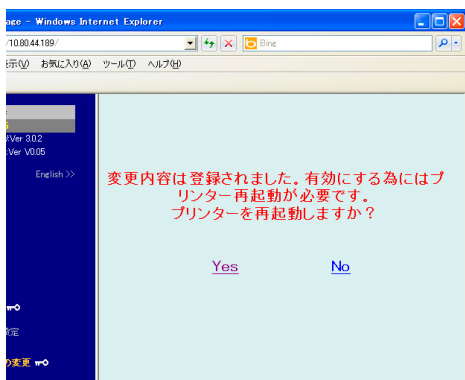 age - Windows Internet Explorer
/10.80.44.189/
Bing
表示(V) お気に入り(A) ツール(T) ヘルプ(H)
Ver 3.0.2
Ver V0.05
English >>
変更内容は登録されました。有効にする為にはプ
リンター再起動が必要です。
プリンターを再起動しますか？
Yes No
設定
の変更